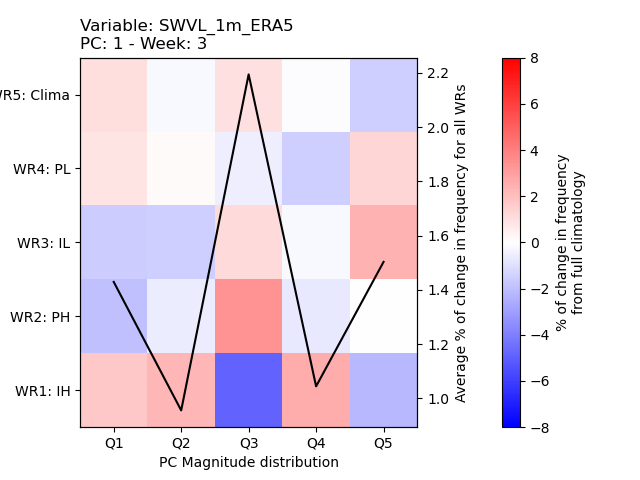 Variable: SWVL_1m_ERA5
PC: 1 - Week: 3
WR5: Clima
WR4: PL
WR3: IL
WR2: PH
WR1: IH
Q1 Q2 Q3 Q4 Q5
PC Magnitude distribution
2.2
2.0
1.8
1.6
1.4
1.2
1.0
Average % of change in frequency for all WRs
8
6
4
2
0
−2
−4
−6
−8
% of change in frequency
from full climatology